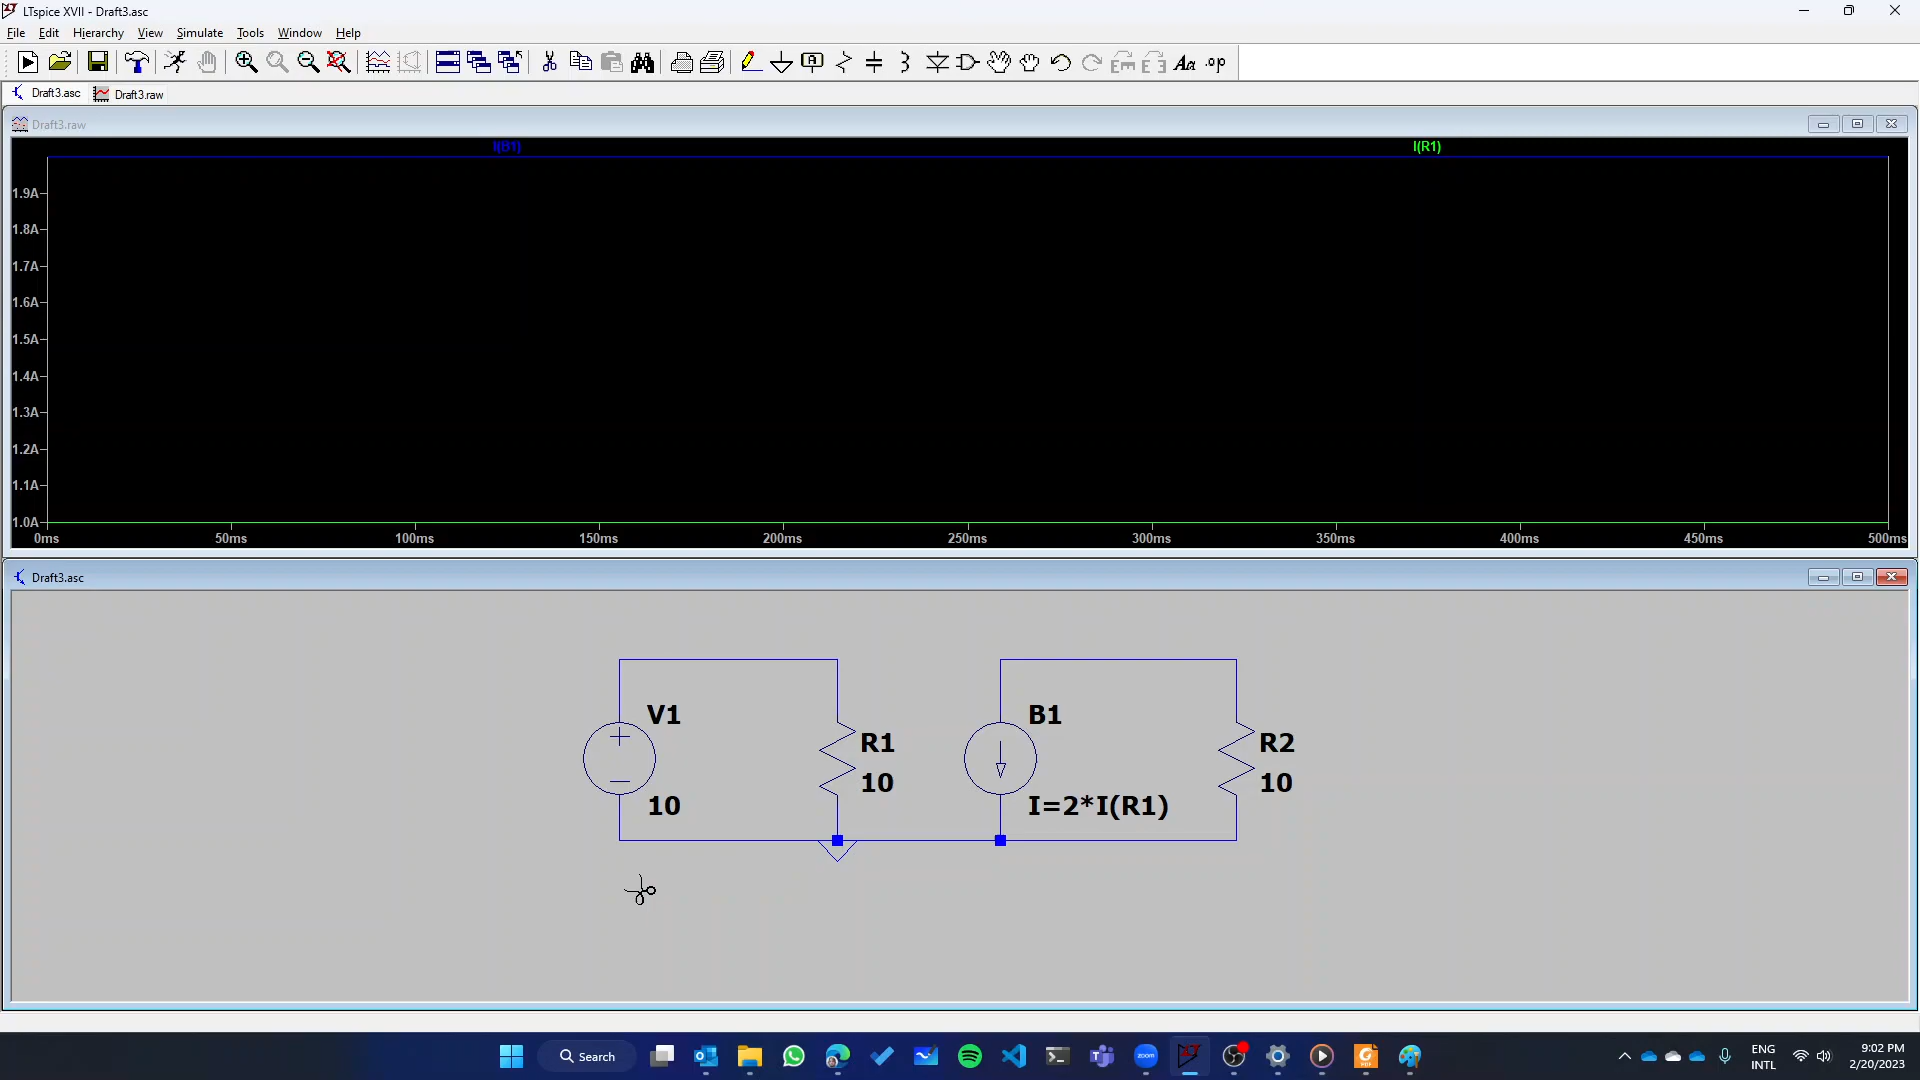 LTspice XVII - Draft3.asc
File Edit Hierarchy View Simulate Tools Window Help
A Aa .op
Draft3.asc Draft3.raw
Draft3.raw
I(B1) I(R1)
1.9A
1.8A
1.7A
1.6A
1.5A
1.4A
1.3A
1.2A
1.1A
1.0A
0ms 50ms 100ms 150ms 200ms 250ms 300ms 350ms 400ms 450ms 500ms
Draft3.asc
V1
10
R1
10
B1
I=2*I(R1)
R2
10
Search
zoom
ENG
INTL
9:02 PM
2/20/2023